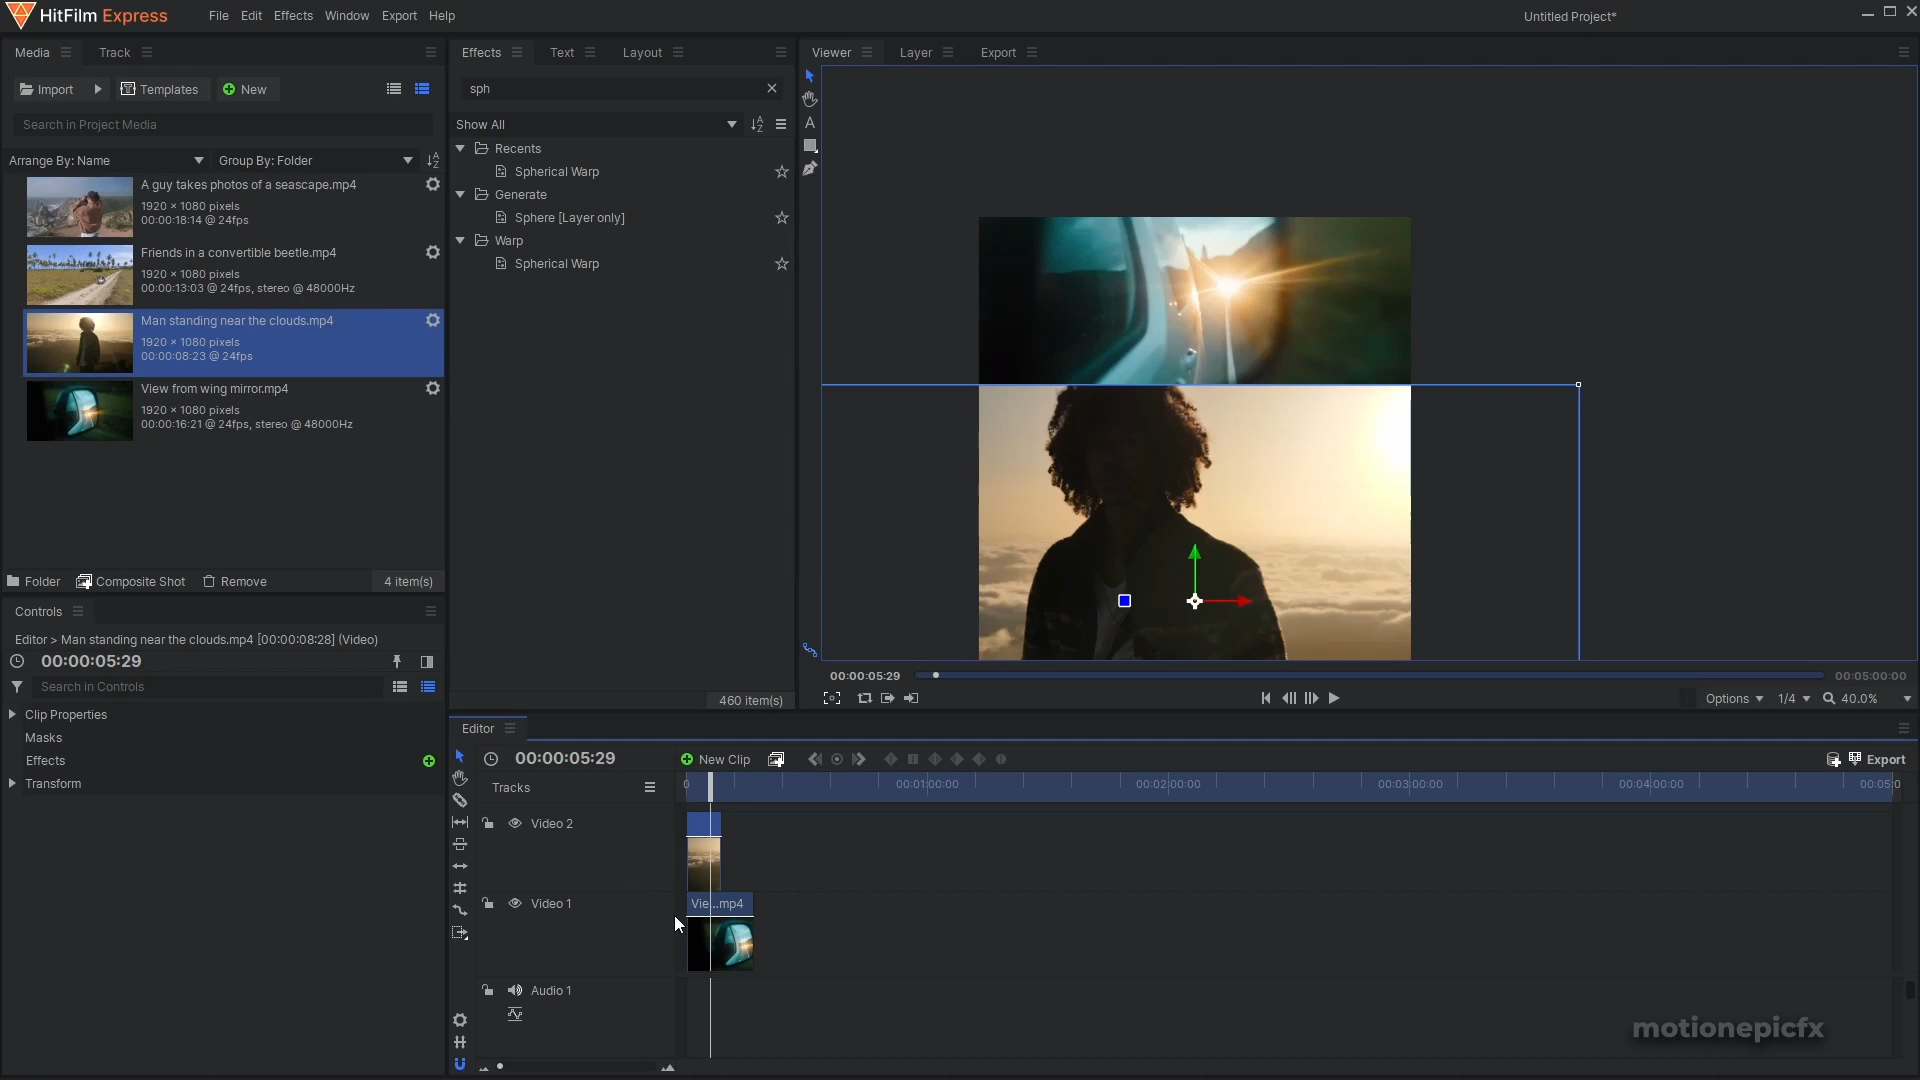 HitFilm Express
File Edit Effects Window Export Help
Untitled Project*
Media Track
Import Templates New
Search in Project Media
Arrange By: Name Group By: Folder
A guy takes photos of a seascape.mp4
1920 × 1080 pixels
00:00:18:14 @ 24fps
Friends in a convertible beetle.mp4
1920 × 1080 pixels
00:00:13:03 @ 24fps, stereo @ 48000Hz
Man standing near the clouds.mp4
1920 × 1080 pixels
00:00:08:23 @ 24fps
View from wing mirror.mp4
1920 × 1080 pixels
00:00:16:21 @ 24fps, stereo @ 48000Hz
Folder Composite Shot Remove 4 item(s)
Effects Text Layout
sph
Show All
Recents
Spherical Warp
Generate
Sphere [Layer only]
Warp
Spherical Warp
460 item(s)
Viewer Layer Export
00:00:05:29 00:05:00:00
Options 1/4 40.0%
Controls
Editor > Man standing near the clouds.mp4 [00:00:08:28] (Video)
00:00:05:29
Search in Controls
Clip Properties
Masks
Effects
Transform
Editor
00:00:05:29 New Clip Export
Tracks 0 00:01:00:00 00:02:00:00 00:03:00:00 00:04:00:00 00:05:0
Video 2
Video 1 Vie...mp4
Audio 1
motionepicfx